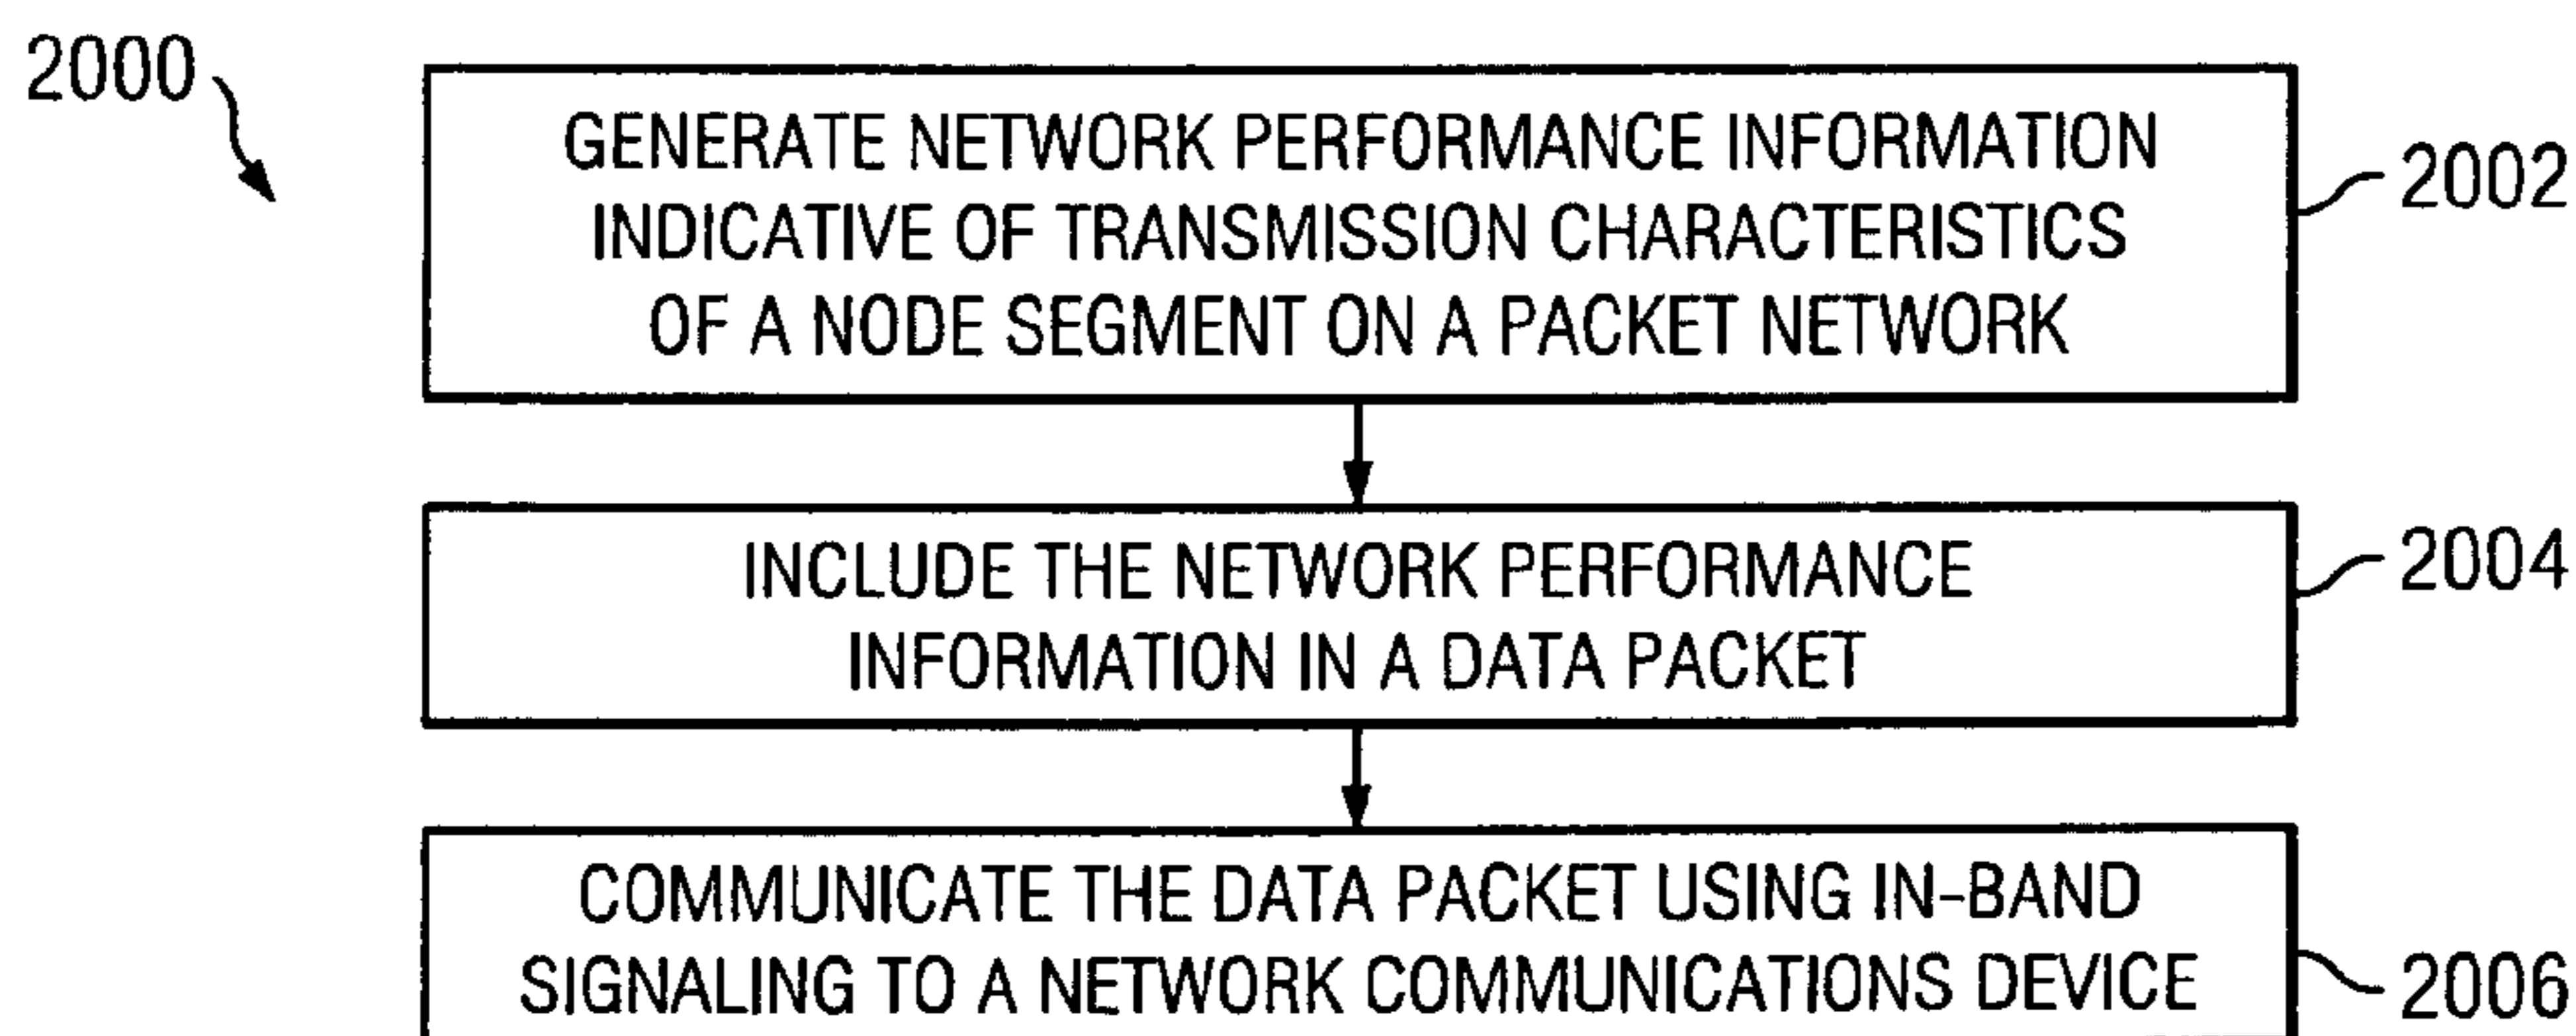 2000
GENERATE NETWORK PERFORMANCE INFORMATION
INDICATIVE OF TRANSMISSION CHARACTERISTICS
OF A NODE SEGMENT ON A PACKET NETWORK
2002
INCLUDE THE NETWORK PERFORMANCE
INFORMATION IN A DATA PACKET
2004
COMMUNICATE THE DATA PACKET USING IN-BAND
SIGNALING TO A NETWORK COMMUNICATIONS DEVICE
2006